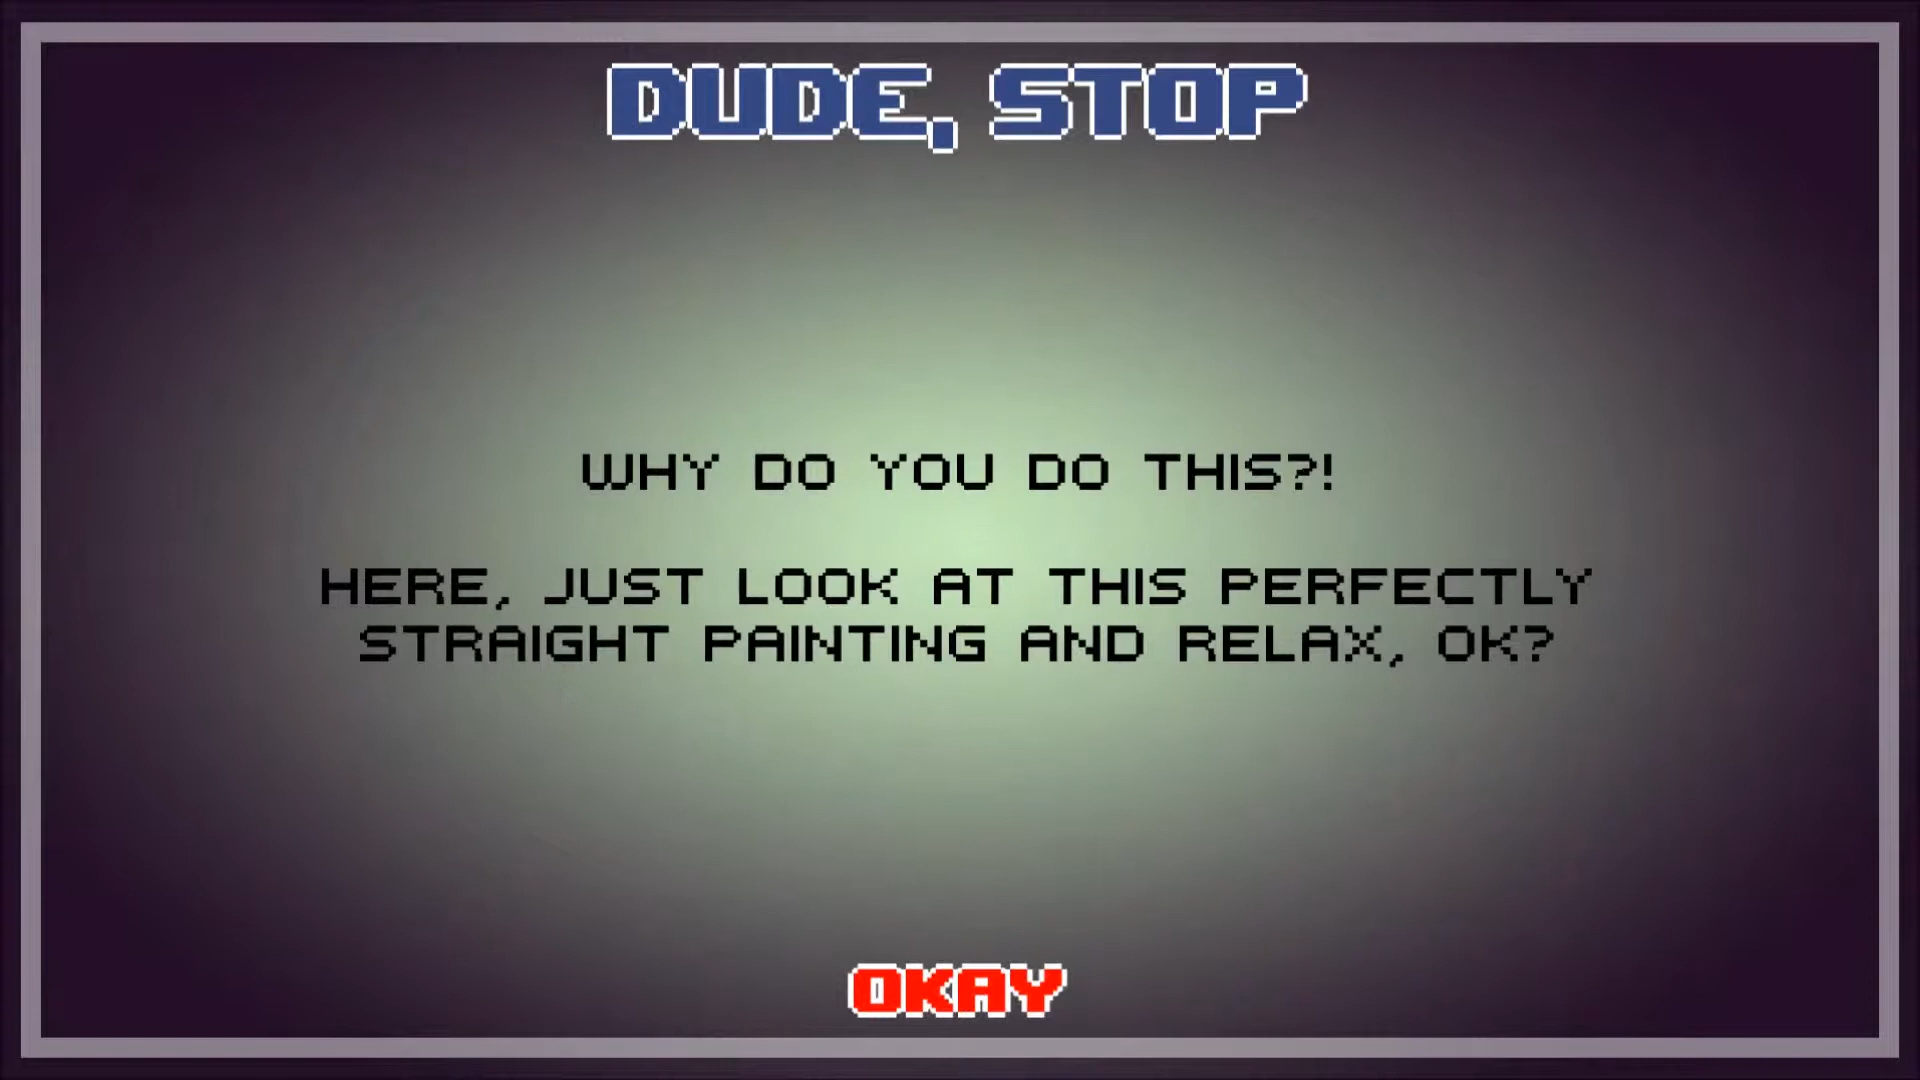 DUDE, STOP
WHY DO YOU DO THIS?!
HERE, JUST LOOK AT THIS PERFECTLY
STRAIGHT PAINTING AND RELAX, OK?
OKAY